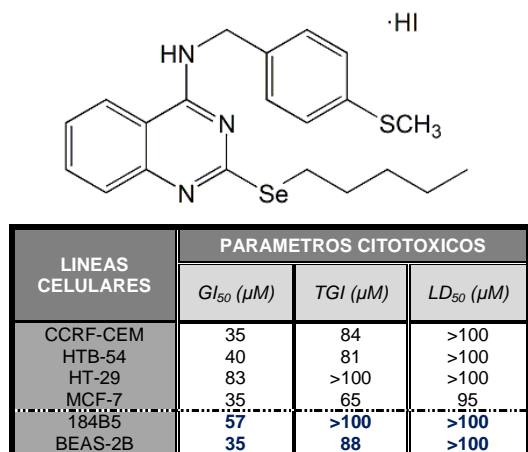 ·HI
HN
N
SCH3
N
Se
LINEAS CELULARES
PARAMETROS CITOTOXICOS
GI50 (µM) TGI (µM) LD50 (µM)
CCRF-CEM 35 84 >100
HTB-54 40 81 >100
HT-29 83 >100 >100
MCF-7 35 65 95
184B5 57 >100 >100
BEAS-2B 35 88 >100